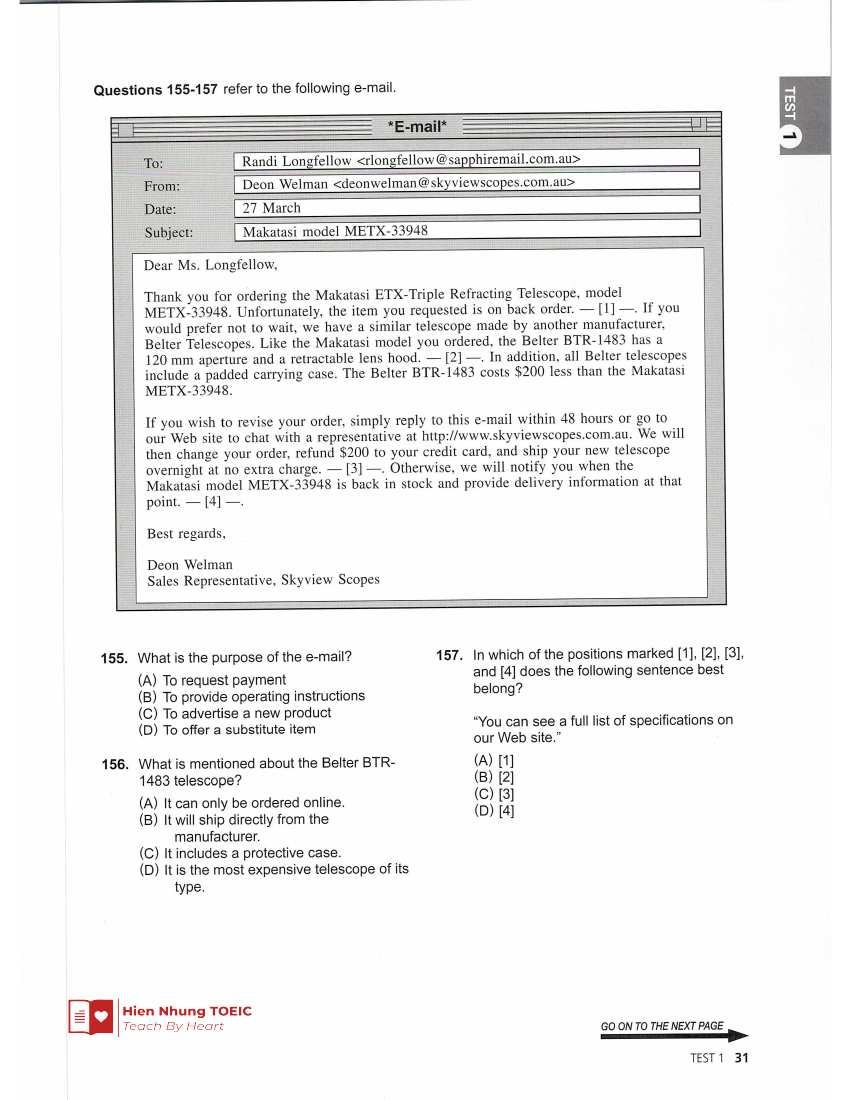 Questions 155-157 refer to the following e-mail.
TEST 1
*E-mail*
To: Randi Longfellow <rlongfellow@sapphiremail.com.au>
From: Deon Welman <deonwelman@skyviewscopes.com.au>
Date: 27 March
Subject: Makatasi model METX-33948
Dear Ms. Longfellow,
Thank you for ordering the Makatasi ETX-Triple Refracting Telescope, model
METX-33948. Unfortunately, the item you requested is on back order. — [1] —. If you
would prefer not to wait, we have a similar telescope made by another manufacturer,
Belter Telescopes. Like the Makatasi model you ordered, the Belter BTR-1483 has a
120 mm aperture and a retractable lens hood. — [2] —. In addition, all Belter telescopes
include a padded carrying case. The Belter BTR-1483 costs $200 less than the Makatasi
METX-33948.
If you wish to revise your order, simply reply to this e-mail within 48 hours or go to
our Web site to chat with a representative at http://www.skyviewscopes.com.au. We will
then change your order, refund $200 to your credit card, and ship your new telescope
overnight at no extra charge. — [3] —. Otherwise, we will notify you when the
Makatasi model METX-33948 is back in stock and provide delivery information at that
point. — [4] —.
Best regards,
Deon Welman
Sales Representative, Skyview Scopes
155. What is the purpose of the e-mail?
(A) To request payment
(B) To provide operating instructions
(C) To advertise a new product
(D) To offer a substitute item
156. What is mentioned about the Belter BTR-
1483 telescope?
(A) It can only be ordered online.
(B) It will ship directly from the
manufacturer.
(C) It includes a protective case.
(D) It is the most expensive telescope of its
type.
157. In which of the positions marked [1], [2], [3],
and [4] does the following sentence best
belong?
“You can see a full list of specifications on
our Web site.”
(A) [1]
(B) [2]
(C) [3]
(D) [4]
Hien Nhung TOEIC
Teach By Heart
GO ON TO THE NEXT PAGE
TEST 1 31